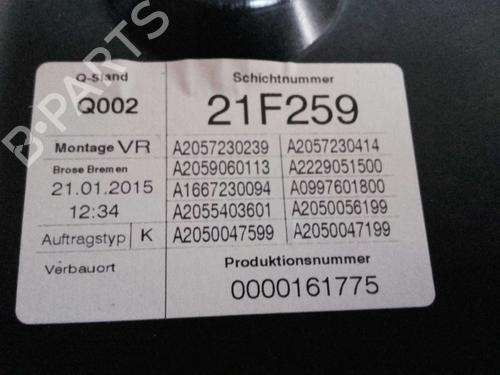 Q-Stand
Schichtnummer
Q002
21F259
Montage VR
A2057230239
A2057230414
Brose Bremen
A2059060113
A2229051500
21.01.2015
A1667230094
A0997601800
12:34
A2055403601
A2050056199
Auftragstyp K
A2050047599
A2050047199
Verbauort
Produktionsnummer
0000161775
B-PARTS